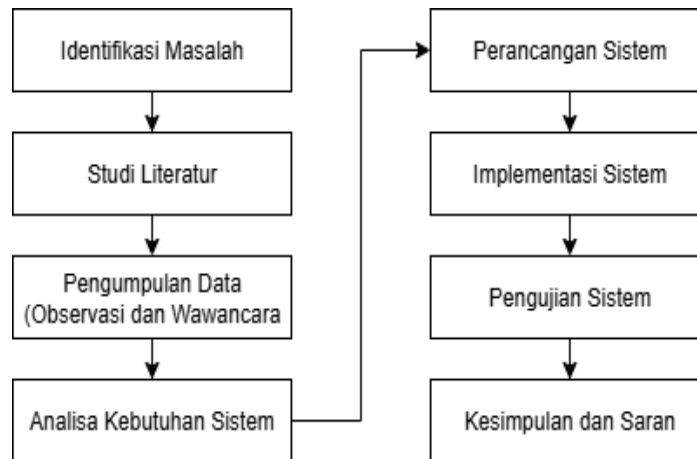 Identifikasi Masalah
Studi Literatur
Pengumpulan Data
(Observasi dan Wawancara
Analisa Kebutuhan Sistem
Perancangan Sistem
Implementasi Sistem
Pengujian Sistem
Kesimpulan dan Saran